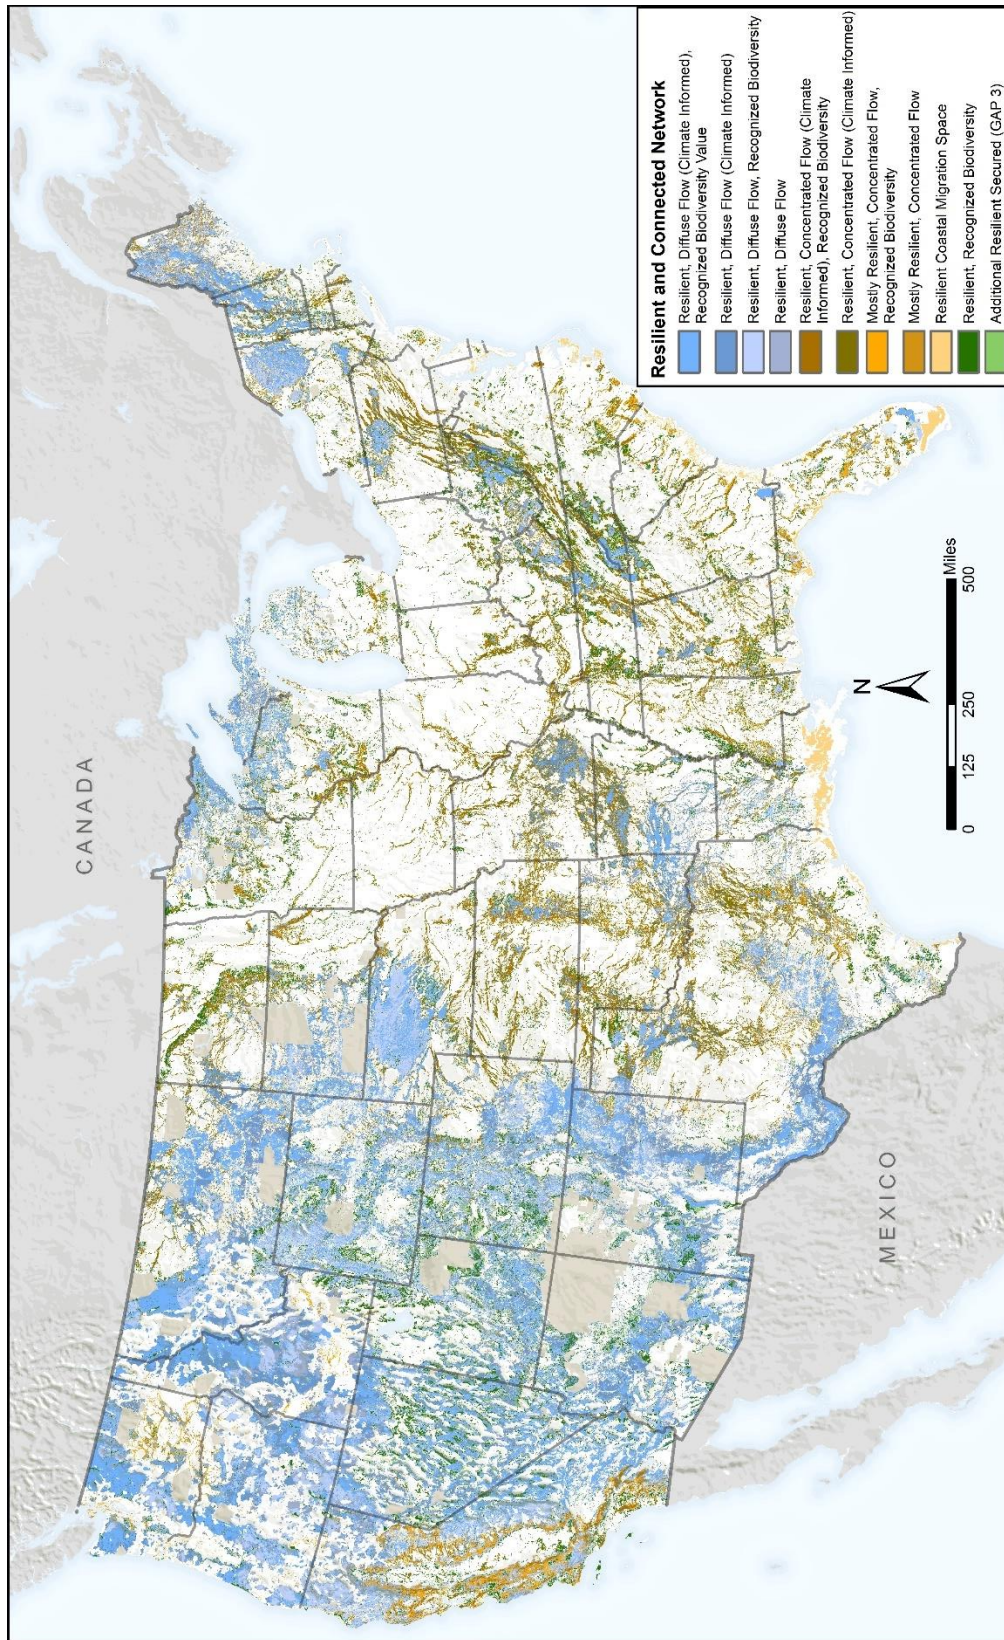 CANADA
MEXICO
N
0 125 250 500
Miles
Resilient and Connected Network
Resilient, Diffuse Flow (Climate Informed),
Recognized Biodiversity Value
Resilient, Diffuse Flow (Climate Informed)
Resilient, Diffuse Flow, Recognized Biodiversity
Resilient, Diffuse Flow
Resilient, Concentrated Flow (Climate
Informed), Recognized Biodiversity
Resilient, Concentrated Flow (Climate Informed)
Mostly Resilient, Concentrated Flow,
Recognized Biodiversity
Mostly Resilient, Concentrated Flow
Resilient Coastal Migration Space
Resilient, Recognized Biodiversity
Additional Resilient Secured (GAP 3)